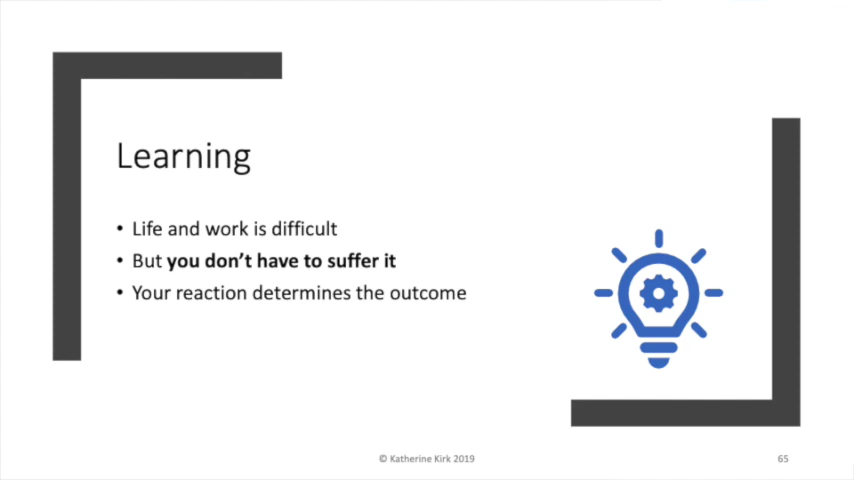 Learning
• Life and work is difficult
• But you don’t have to suffer it
• Your reaction determines the outcome
© Katherine Kirk 2019
65